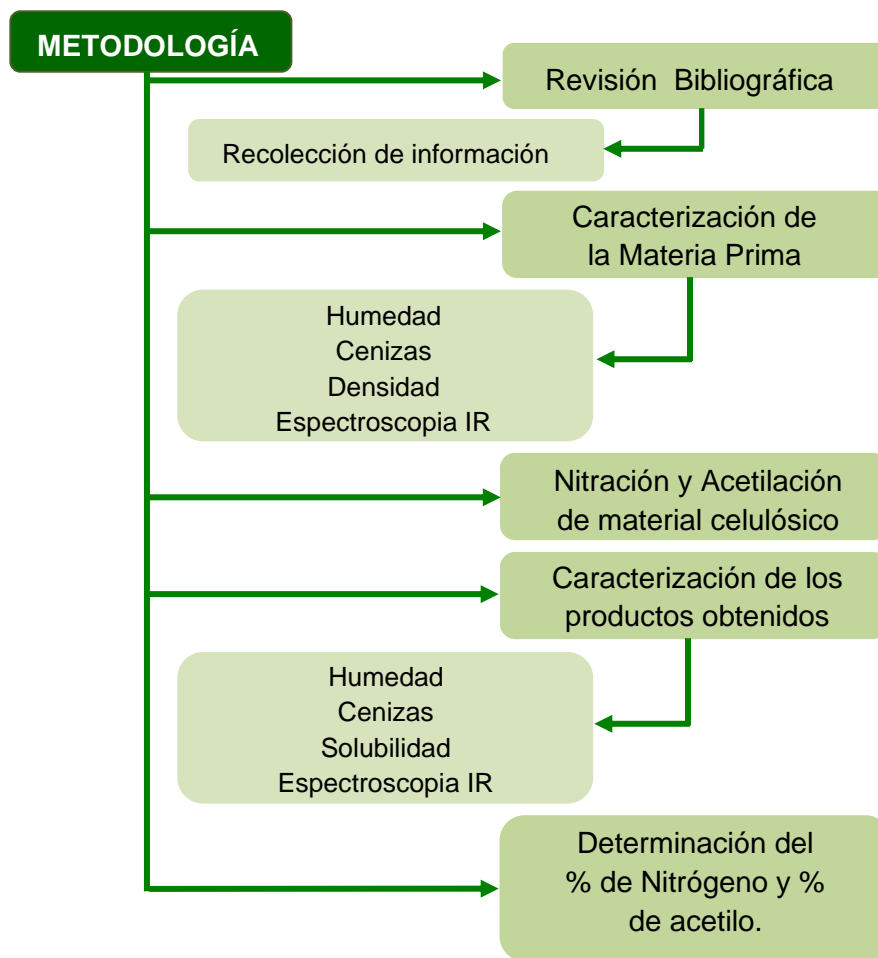 METODOLOGÍA
Revisión Bibliográfica
Recolección de información
Caracterización de
la Materia Prima
Humedad
Cenizas
Densidad
Espectroscopia IR
Nitración y Acetilación
de material celulósico
Caracterización de los
productos obtenidos
Humedad
Cenizas
Solubilidad
Espectroscopia IR
Determinación del
% de Nitrógeno y %
de acetilo.